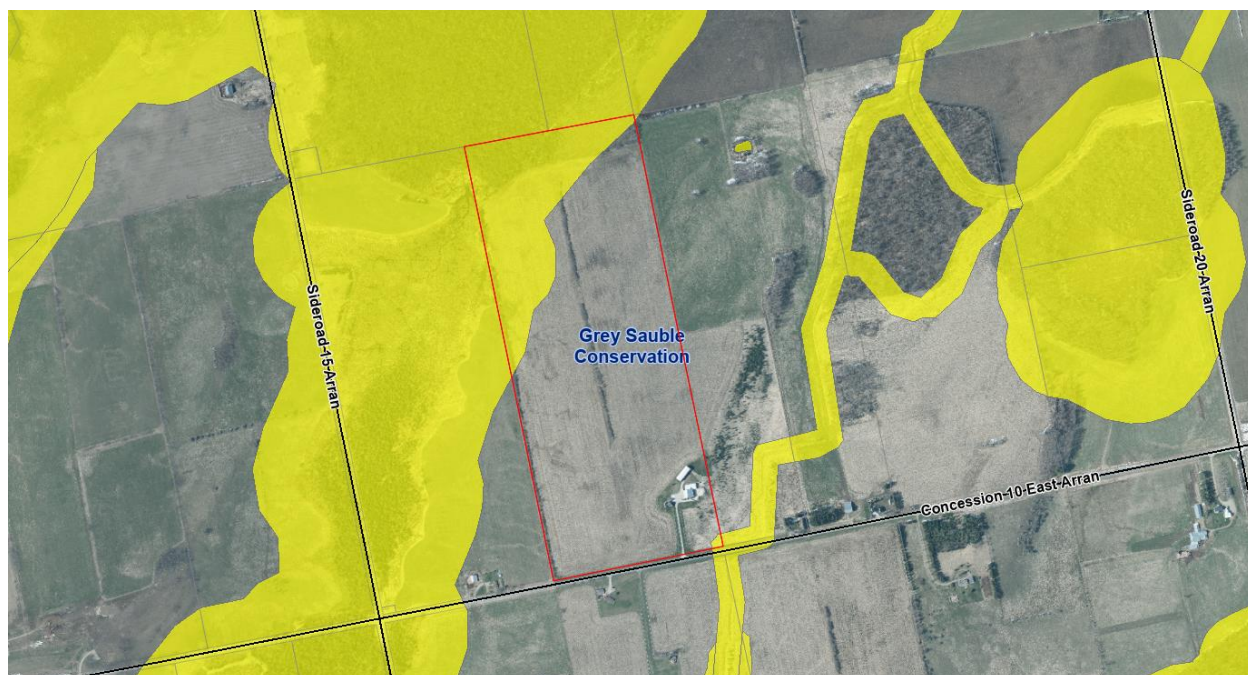 Sideroad 15 Arran
Grey Sauble
Conservation
Sideroad 20 Arran
Concession 10 East Arran